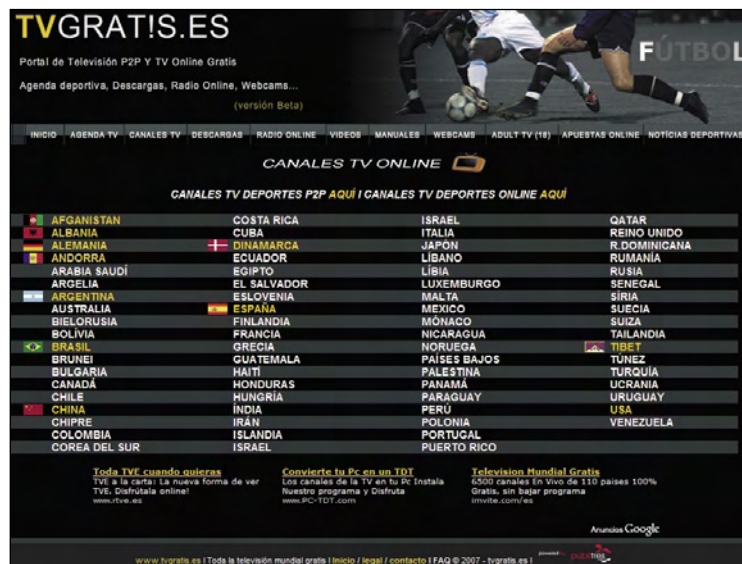 TVGRAT!S.ES
FÚTBOL
Portal de Televisión P2P Y TV Online Gratis
Agenda deportiva, Descargas, Radio Online, Webcams...
(versión Beta)
INICIO AGENDA TV CANALES TV DESCARGAS RADIO ONLINE VIDEOS MANUALES WEBCAMS ADULT TV (18) APUESTAS ONLINE NOTÍCIAS DEPORTIVAS
CANALES TV ONLINE
CANALES TV DEPORTES P2P AQUÍ I CANALES TV DEPORTES ONLINE AQUÍ
AFGANISTAN COSTA RICA ISRAEL QATAR
ALBANIA CUBA ITALIA REINO UNIDO
ALEMANIA DINAMARCA JAPÓN R.DOMINICANA
ANDORRA ECUADOR LÍBANO RUMANÍA
ARABIA SAUDÍ EGIPTO LÍBIA RUSIA
ARGELIA EL SALVADOR LUXEMBURGO SENEGAL
ARGENTINA ESLOVENIA MALTA SÍRIA
AUSTRALIA ESPAÑA MEXICO SUECIA
BIELORUSIA FINLANDIA MÓNACO SUIZA
BOLÍVIA FRANCIA NICARAGUA TAILANDIA
BRASIL GRECIA NORUEGA TIBET
BRUNEI GUATEMALA PAÍSES BAJOS TÚNEZ
BULGARIA HAITÍ PALESTINA TURQUÍA
CANADÁ HONDURAS PANAMÁ UCRANIA
CHILE HUNGRÍA PARAGUAY URUGUAY
CHINA ÍNDIA PERÚ USA
CHIPRE IRÁN POLONIA VENEZUELA
COLOMBIA ISLANDIA PORTUGAL
COREA DEL SUR ISRAEL PUERTO RICO
Toda TVE cuando quieras Convierte tu Pc en un TDT Television Mundial Gratis
TVE a la carta: La nueva forma de ver Los canales de la TV en tu Pc Instala 6500 canales En Vivo de 110 paises 100%
TVE. Disfrútala online! Nuestro programa y Disfruta Gratis, sin bajar programa
www.rtve.es www.PC-TDT.com imvite.com/es
Anuncios Google
www.tvgratis.es I Toda la televisión mundial gratis I Inicio / legal / contacto I FAQ © 2007 - tvgratis.es I